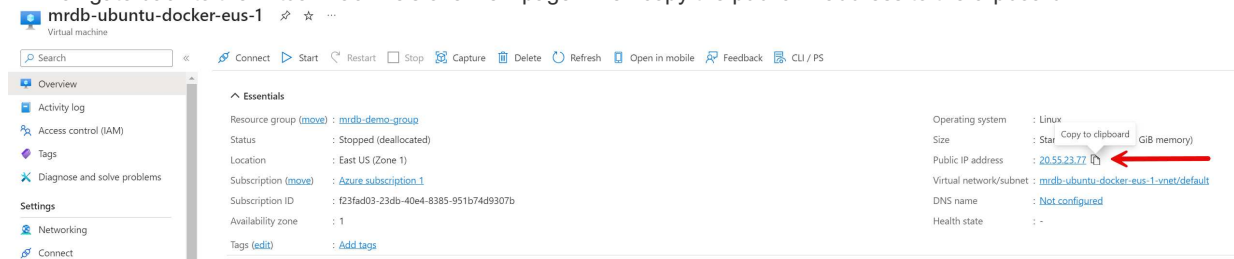 mrdb-ubuntu-docker-eus-1
Virtual machine
Search
Connect Start Restart Stop Capture Delete Refresh Open in mobile Feedback CLI / PS
Overview
Activity log
Access control (IAM)
Tags
Diagnose and solve problems
Settings
Networking
Connect
Essentials
Resource group (move) : mrdb-demo-group
Status : Stopped (deallocated)
Location : East US (Zone 1)
Subscription (move) : Azure subscription 1
Subscription ID : f23fad03-23db-40e4-8385-951b74d9307b
Availability zone : 1
Tags (edit) : Add tags
Operating system : Linux
Copy to clipboard
Size : GiB memory)
Public IP address : 20.55.23.77
Virtual network/subnet : mrdb-ubuntu-docker-eus-1-vnet/default
DNS name : Not configured
Health state : -